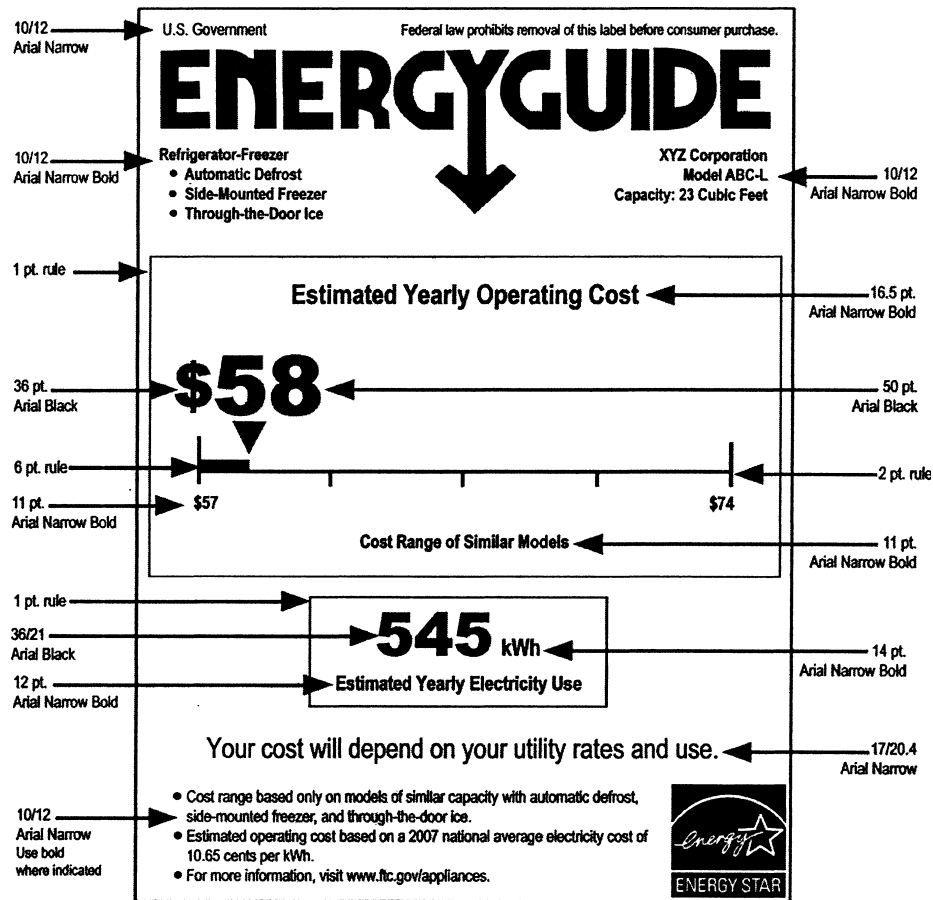 10/12
Arial Narrow
U.S. Government
Federal law prohibits removal of this label before consumer purchase.
ENERGYGUIDE
10/12
Arial Narrow Bold
Refrigerator-Freezer
• Automatic Defrost
• Side-Mounted Freezer
• Through-the-Door Ice
XYZ Corporation
Model ABC-L
Capacity: 23 Cubic Feet
10/12
Arial Narrow Bold
1 pt. rule
Estimated Yearly Operating Cost
16.5 pt.
Arial Narrow Bold
36 pt.
Arial Black
$58
50 pt.
Arial Black
6 pt. rule
2 pt. rule
11 pt.
Arial Narrow Bold
$57
$74
Cost Range of Similar Models
11 pt.
Arial Narrow Bold
1 pt. rule
36/21
Arial Black
545 kWh
14 pt.
Arial Narrow Bold
12 pt.
Arial Narrow Bold
Estimated Yearly Electricity Use
Your cost will depend on your utility rates and use.
17/20.4
Arial Narrow
10/12
Arial Narrow
Use bold
where indicated
• Cost range based only on models of similar capacity with automatic defrost,
side-mounted freezer, and through-the-door ice.
• Estimated operating cost based on a 2007 national average electricity cost of
10.65 cents per kWh.
• For more information, visit www.ftc.gov/appliances.
energy
ENERGY STAR